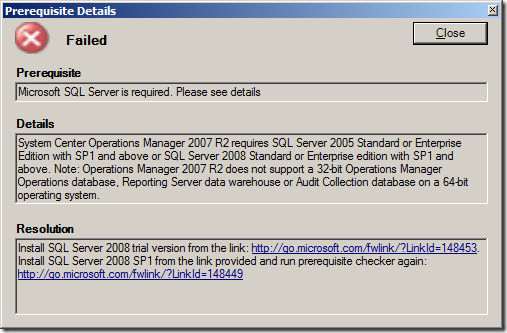 Prerequisite Details
Failed
Close
Prerequisite
Microsoft SQL Server is required. Please see details
Details
System Center Operations Manager 2007 R2 requires SQL Server 2005 Standard or Enterprise
Edition with SP1 and above or SQL Server 2008 Standard or Enterprise edition with SP1 and
above. Note: Operations Manager 2007 R2 does not support a 32-bit Operations Manager
Operations database, Reporting Server data warehouse or Audit Collection database on a 64-bit
operating system.
Resolution
Install SQL Server 2008 trial version from the link: http://go.microsoft.com/fwlink/?LinkId=148453.
Install SQL Server 2008 SP1 from the link provided and run prerequisite checker again:
http://go.microsoft.com/fwlink/?LinkId=148449